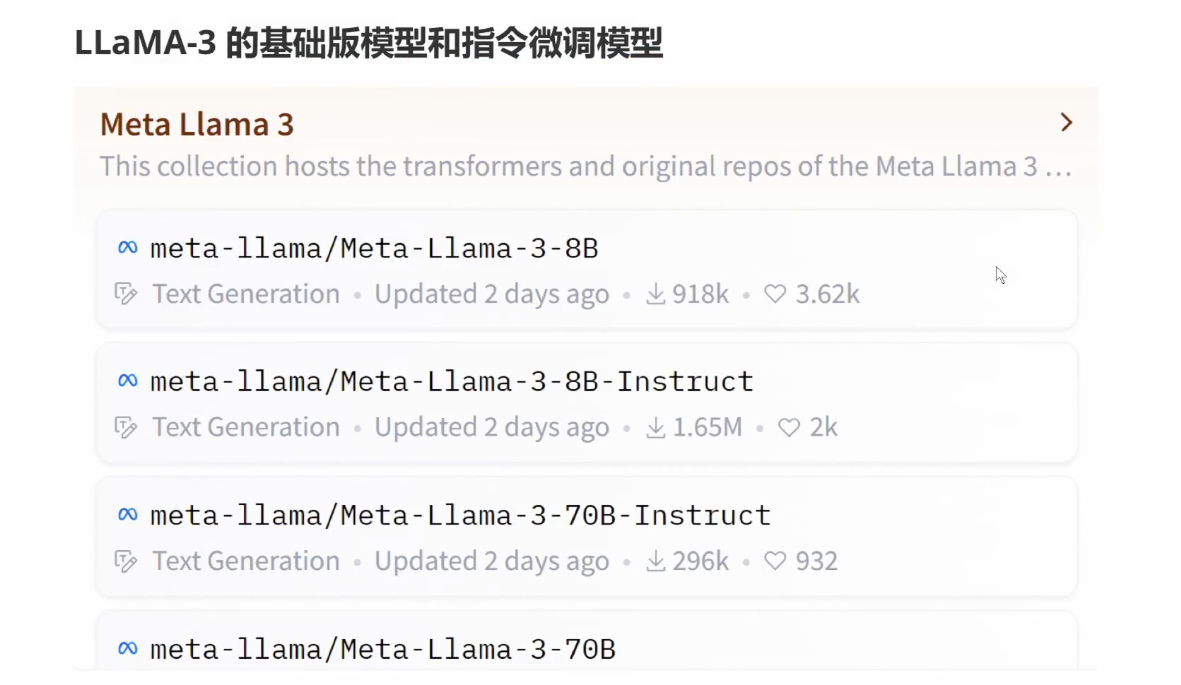 LLaMA-3 的基础版模型和指令微调模型
Meta Llama 3
This collection hosts the transformers and original repos of the Meta Llama 3 …
meta-llama/Meta-Llama-3-8B
Text Generation • Updated 2 days ago • 918k • 3.62k
meta-llama/Meta-Llama-3-8B-Instruct
Text Generation • Updated 2 days ago • 1.65M • 2k
meta-llama/Meta-Llama-3-70B-Instruct
Text Generation • Updated 2 days ago • 296k • 932
meta-llama/Meta-Llama-3-70B